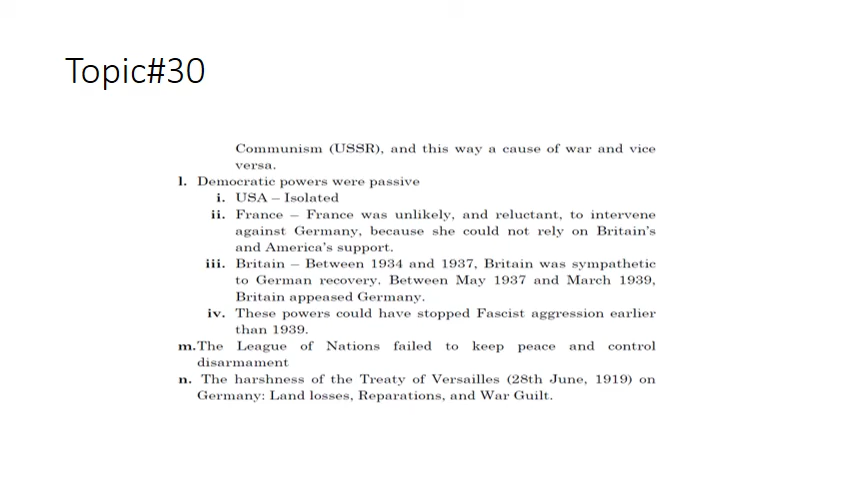 Topic#30
Communism (USSR), and this way a cause of war and vice
versa.
l. Democratic powers were passive
i. USA – Isolated
ii. France – France was unlikely, and reluctant, to intervene
against Germany, because she could not rely on Britain's
and America's support.
iii. Britain – Between 1934 and 1937, Britain was sympathetic
to German recovery. Between May 1937 and March 1939,
Britain appeased Germany.
iv. These powers could have stopped Fascist aggression earlier
than 1939.
m.The League of Nations failed to keep peace and control
disarmament
n. The harshness of the Treaty of Versailles (28th June, 1919) on
Germany: Land losses, Reparations, and War Guilt.